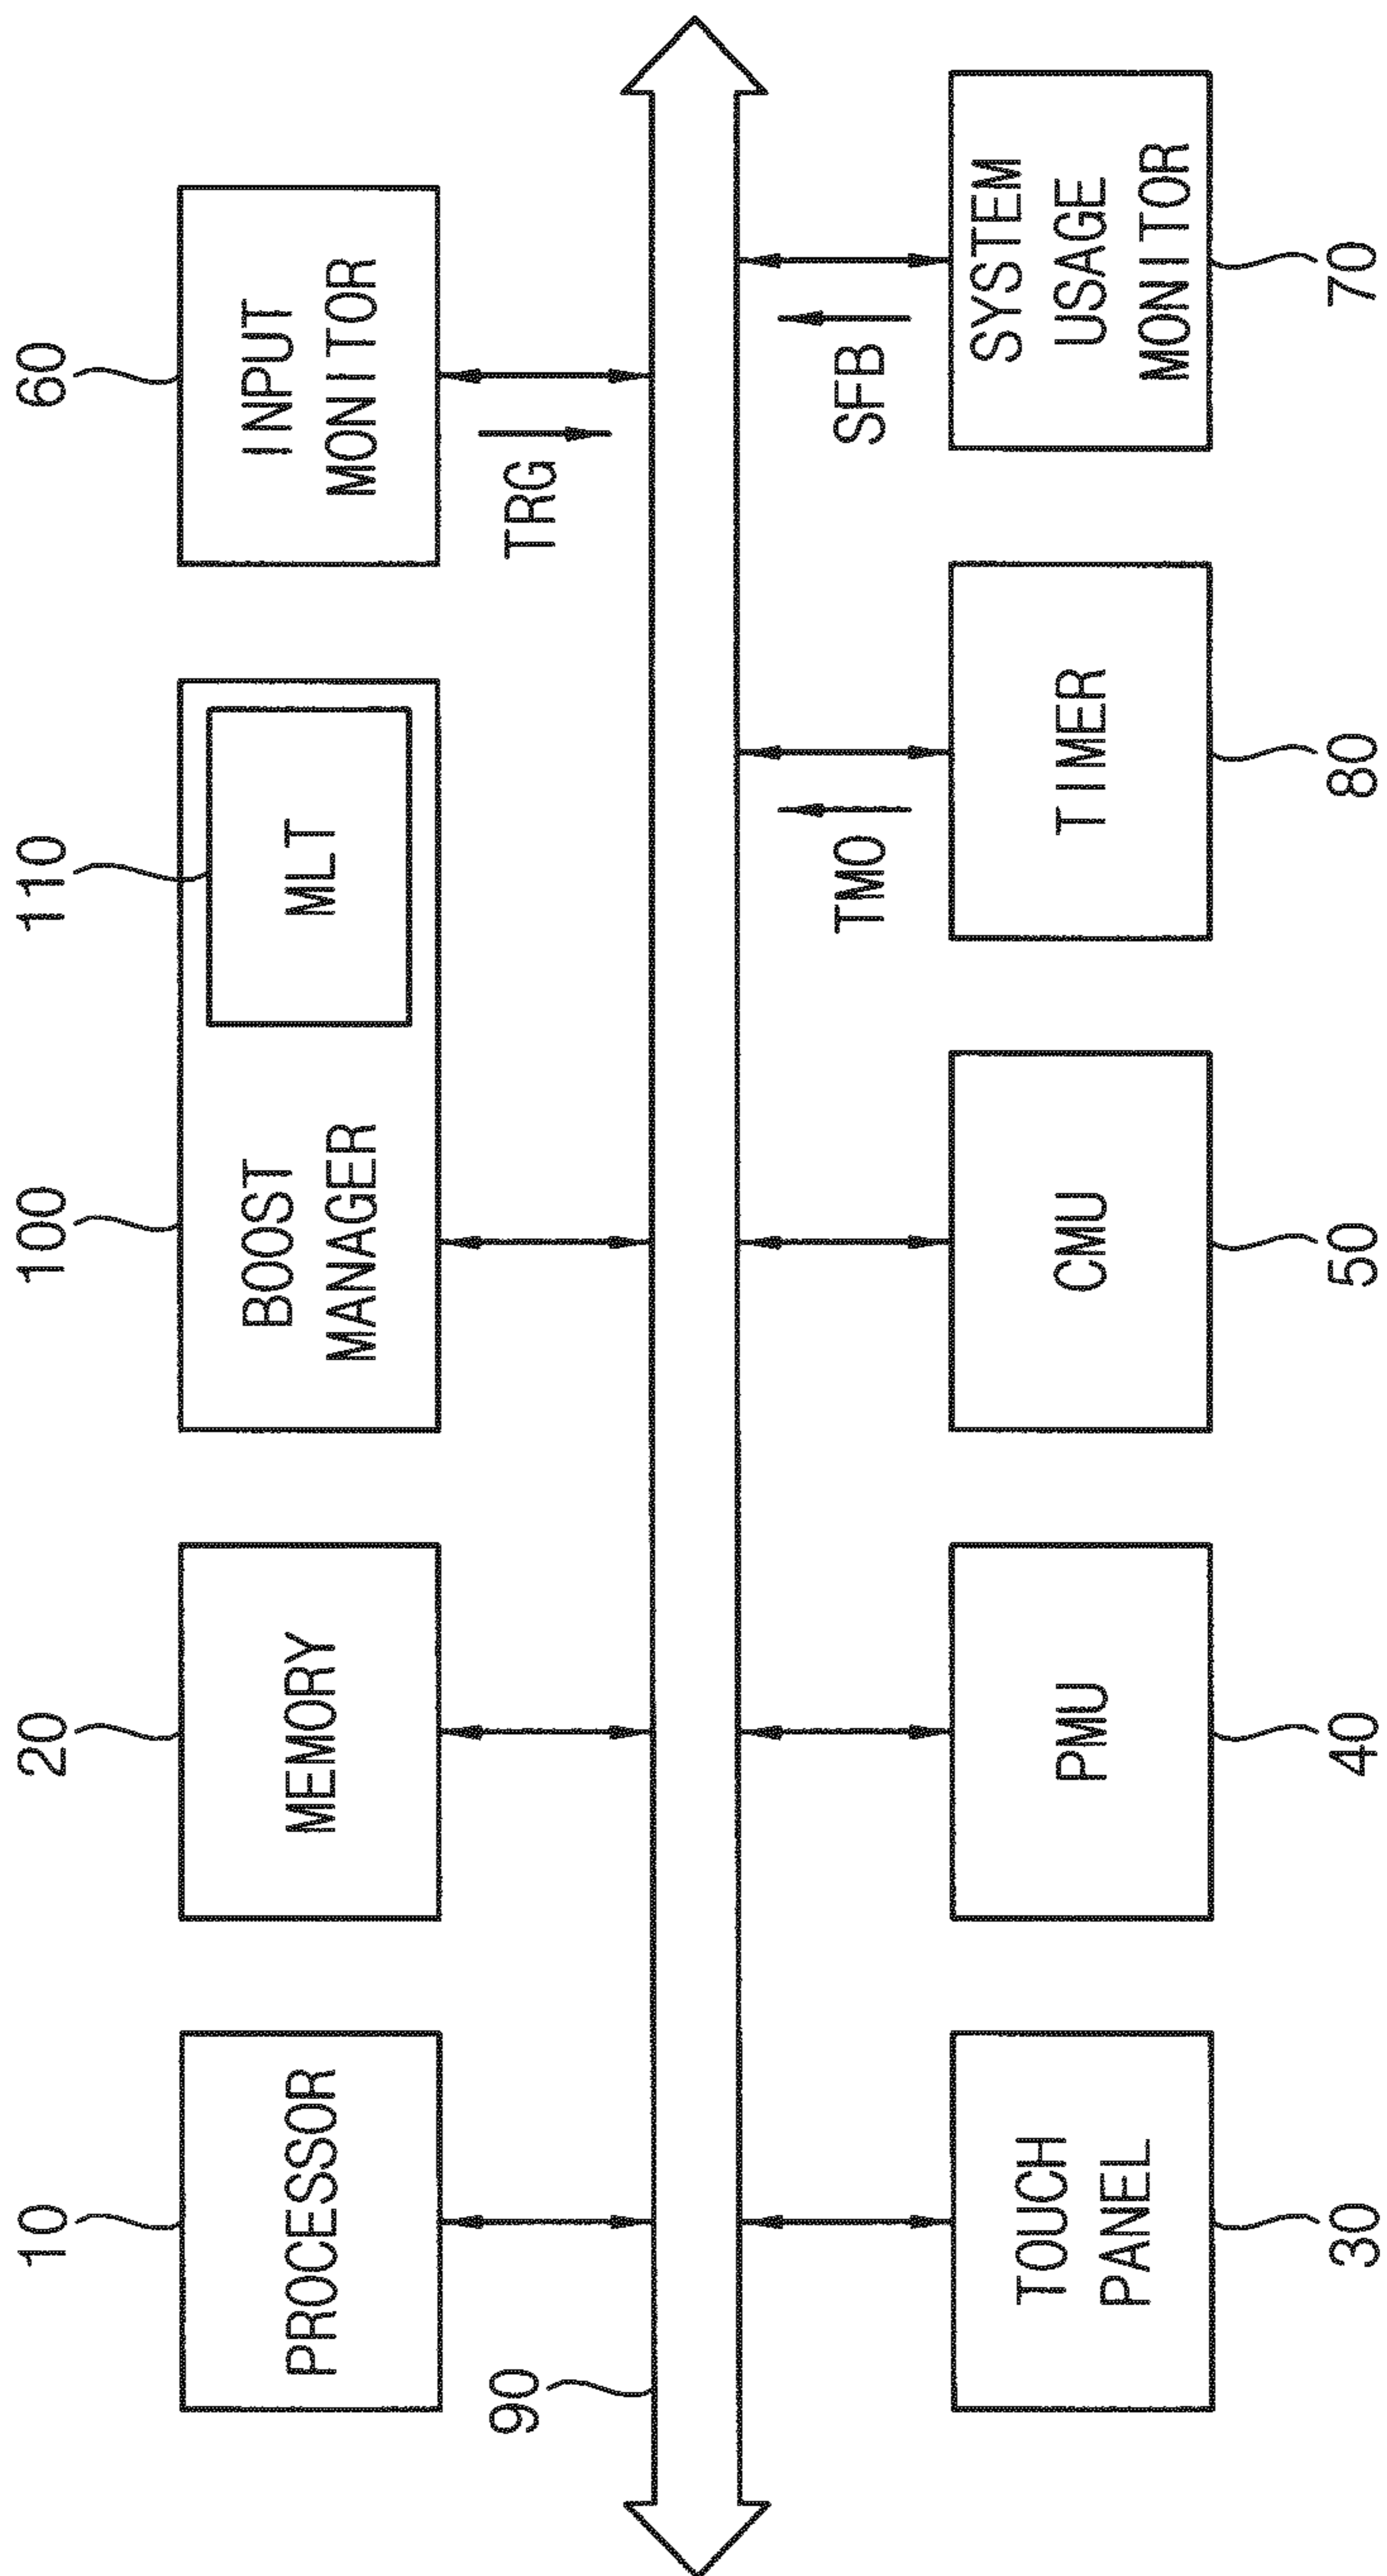 10
20
100
110
60
PROCESSOR
MEMORY
BOOST
MANAGER
MLT
INPUT
MONITOR
90
TRG
TMO
SFB
TOUCH
PANEL
PMU
CMU
TIMER
SYSTEM
USAGE
MONITOR
30
40
50
80
70